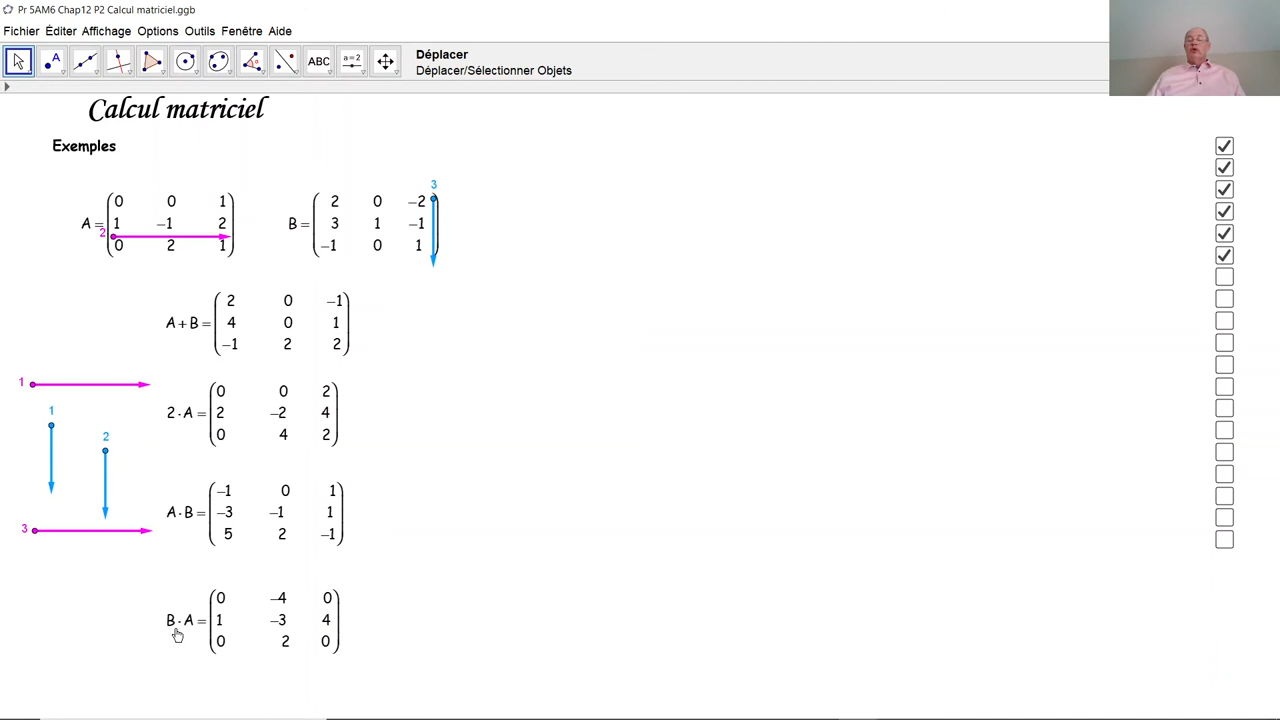 Pr 5AM6 Chap12 P2 Calcul matriciel.ggb
Fichier Éditer Affichage Options Outils Fenêtre Aide
A ABC a=2 Déplacer
Déplacer/Sélectionner Objets
Calcul matriciel
Exemples
3
0 0 1 2 0 −2
A = 1 −1 2 B = 3 1 −1
2
0 2 1 −1 0 1
2 0 −1
A + B = 4 0 1
−1 2 2
1
0 0 2
1
2 · A = 2 −2 4
2
0 4 2
−1 0 1
A · B = −3 −1 1
3
5 2 −1
0 −4 0
B · A = 1 −3 4
0 2 0